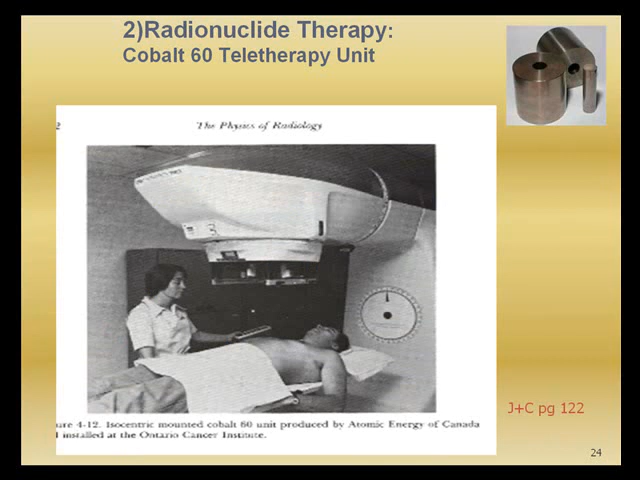 2)Radionuclide Therapy:
Cobalt 60 Teletherapy Unit
2
The Physics of Radiology
ure 4-12. Isocentric mounted cobalt 60 unit produced by Atomic Energy of Canada
installed at the Ontario Cancer Institute.
J+C pg 122
24